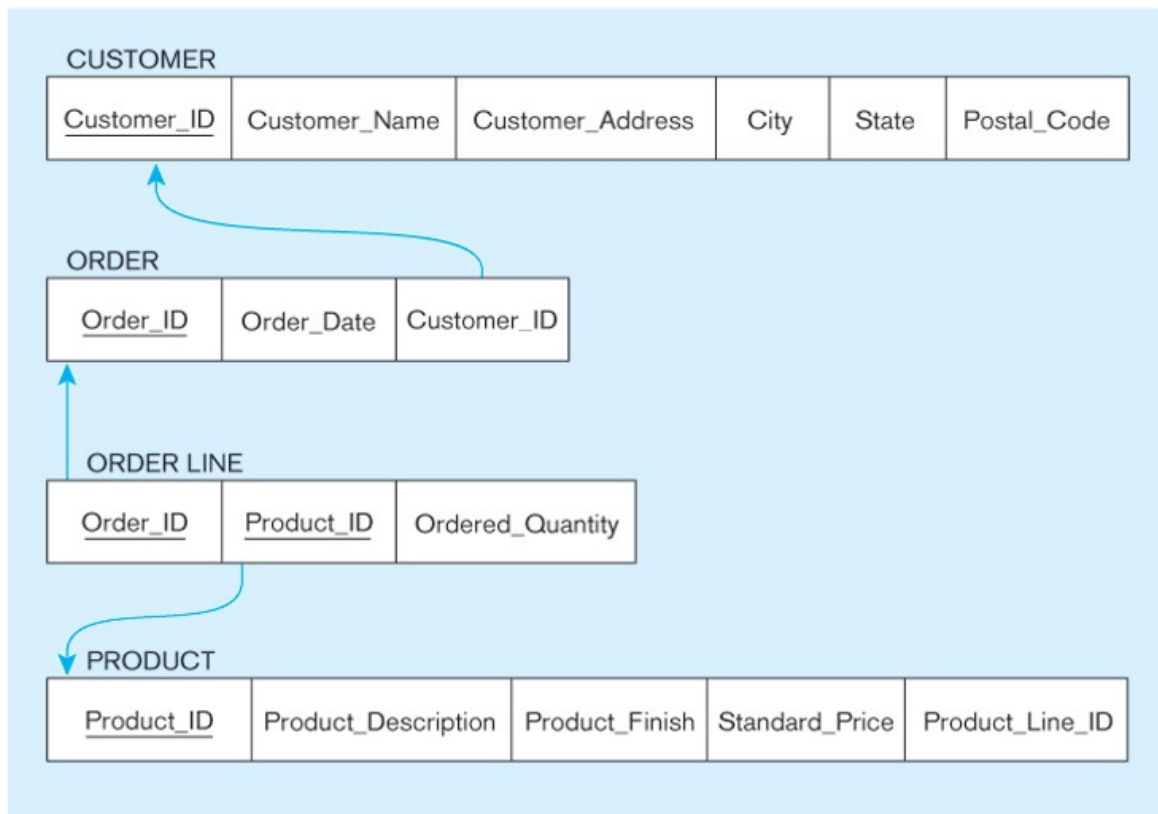 CUSTOMER
Customer_ID Customer_Name Customer_Address City State Postal_Code
ORDER
Order_ID Order_Date Customer_ID
ORDER LINE
Order_ID Product_ID Ordered_Quantity
PRODUCT
Product_ID Product_Description Product_Finish Standard_Price Product_Line_ID